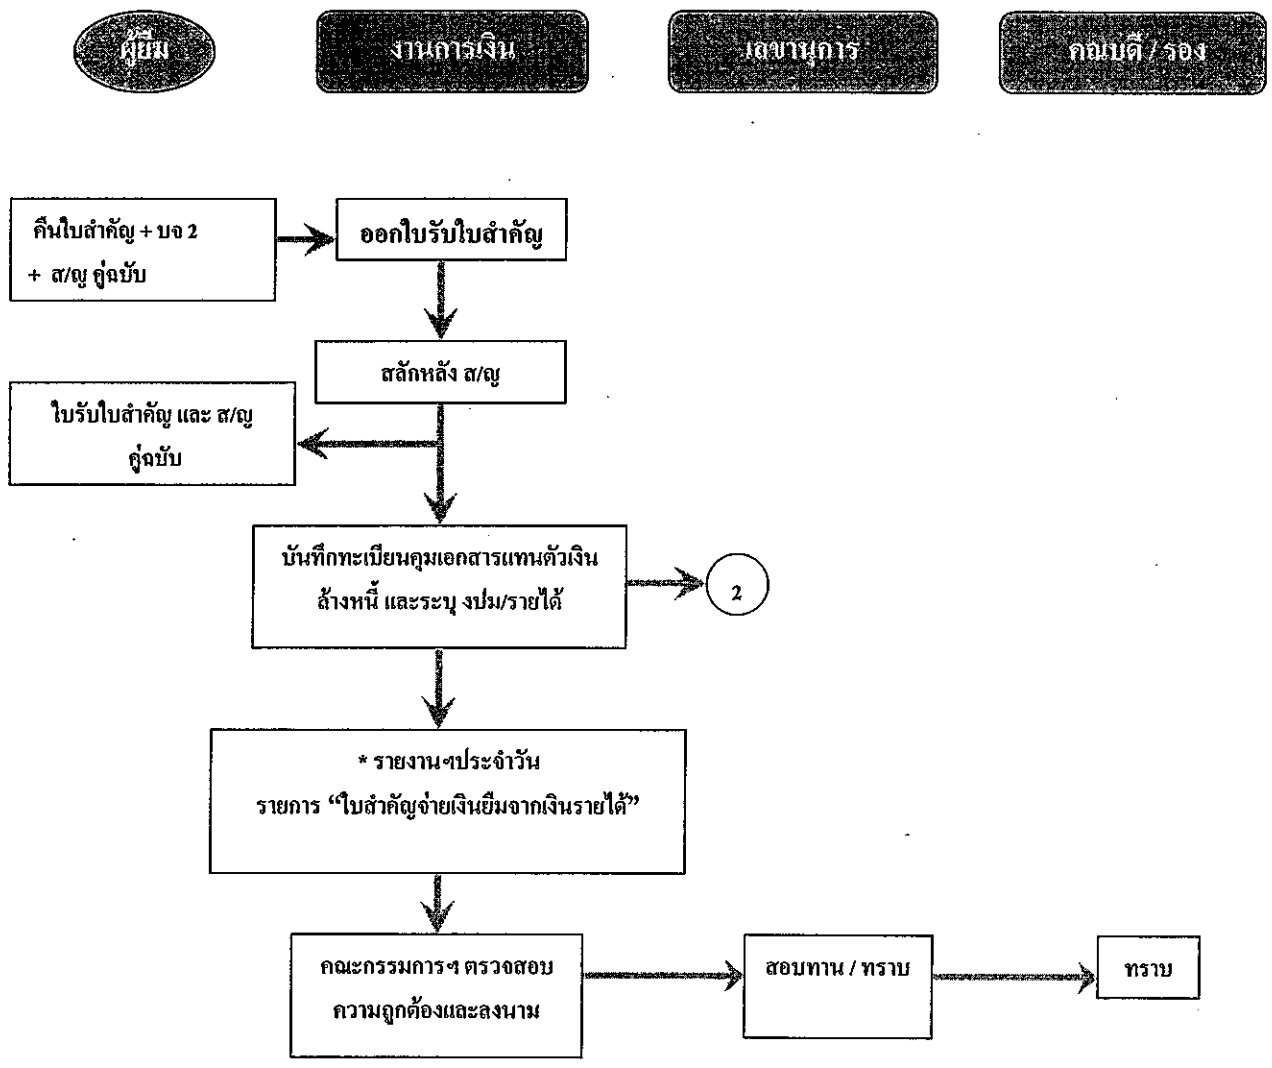 ผู้ยืม
งานการเงิน
เลขานุการ
คณบดี / รอง
คืนใบสำคัญ + บจ 2
+ ส/ญ คู่ฉบับ
ออกใบรับใบสำคัญ
สลักหลัง ส/ญ
ใบรับใบสำคัญ และ ส/ญ
คู่ฉบับ
บันทึกทะเบียนคุมเอกสารแทนตัวเงิน
ล้างหนี้ และระบุ งปม/รายได้
2
* รายงานฯประจำวัน
รายการ “ใบสำคัญจ่ายเงินยืมจากเงินรายได้”
คณะกรรมการฯ ตรวจสอบ
ความถูกต้องและลงนาม
สอบทาน / ทราบ
ทราบ